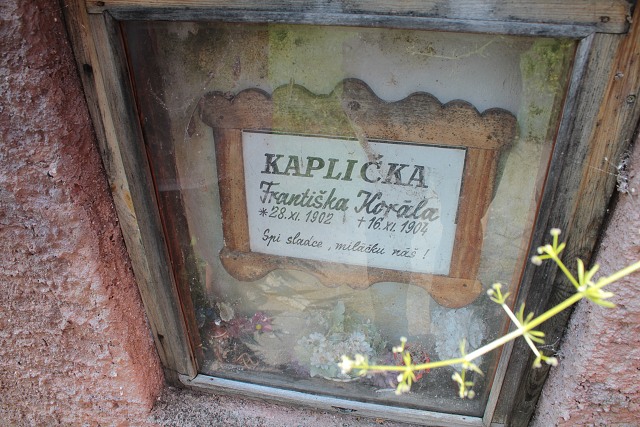 KAPLIČKA
Františka Korála
*28.XI. 1902 +16.XI. 1904
Spi sladce, miláčku náš!